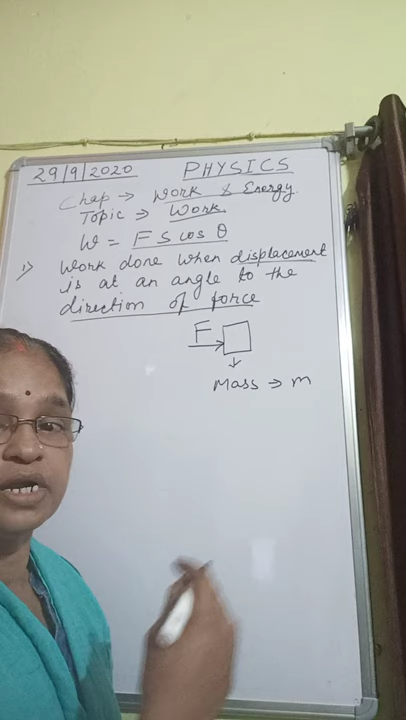 29/9/2020 PHYSICS
Chap → Work & Energy.
Topic → Work.
W = F S cos θ
1) Work done when displacement
is at an angle to the
direction of force
F
Mass → m